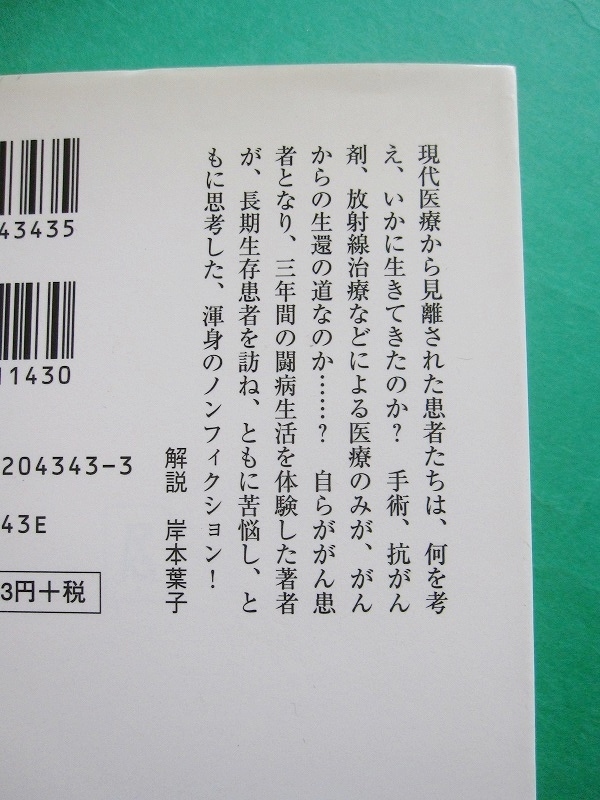 現代医療から見離された患者たちは、何を考
え、いかに生きてきたのか？　手術、抗がん
剤、放射線治療などによる医療のみが、がん
からの生還の道なのか……？　自らががん患
者となり、三年間の闘病生活を体験した著者
が、長期生存患者を訪ね、ともに苦悩し、と
もに思考した、渾身のノンフィクション！
解説　岸本葉子
43435
11430
204343-3
43E
3円+税